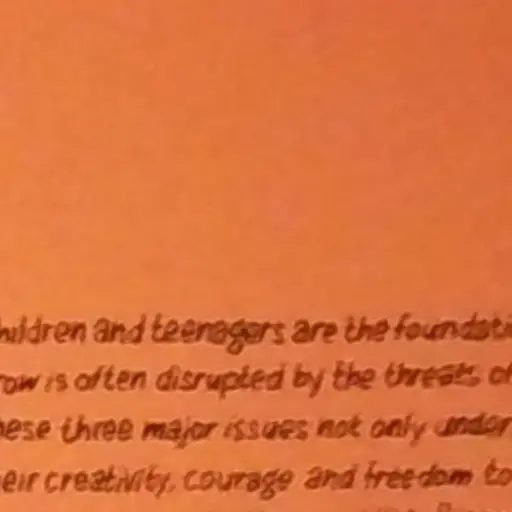 hildren and teenagers are the foundati
row is often disrupted by the threats of
hese three major issues not only under
eir creativity, courage and freedom to